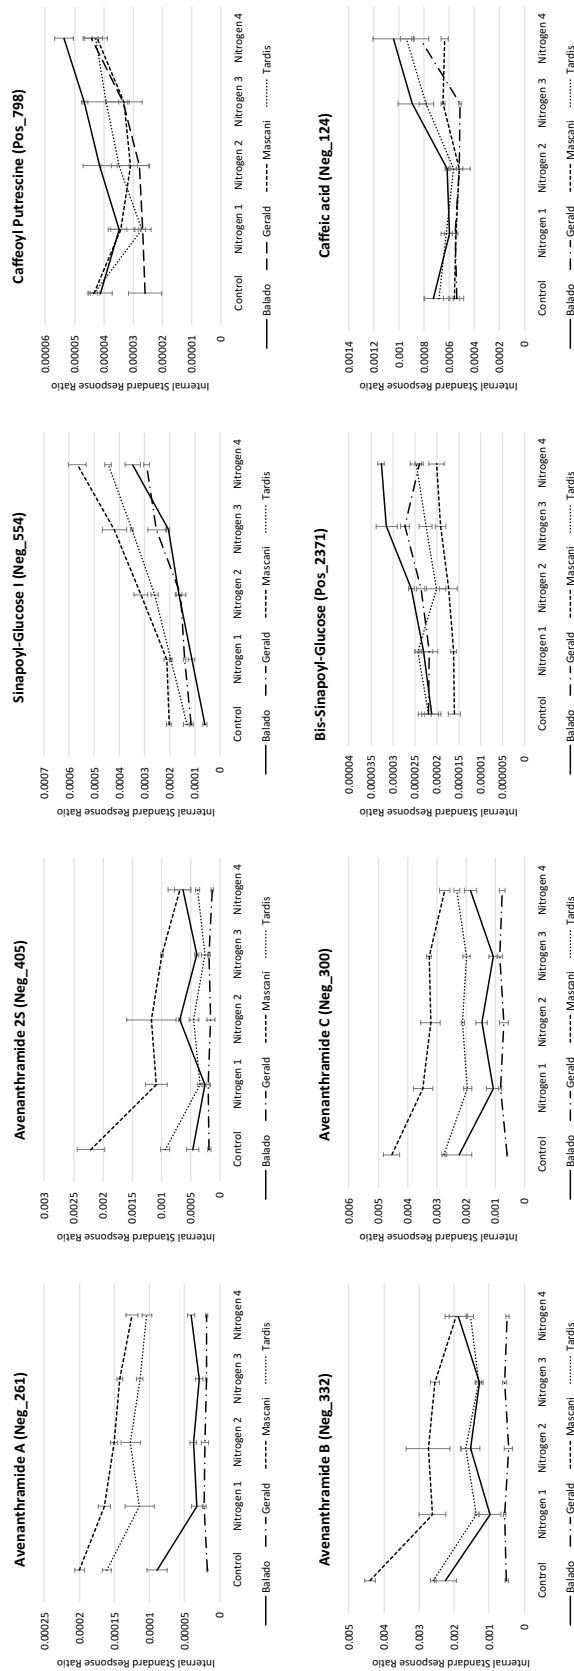 Avenanthramide A (Neg_261)
Internal Standard Response Ratio
0.00025
0.0002
0.00015
0.0001
0.00005
0
Control Nitrogen 1 Nitrogen 2 Nitrogen 3 Nitrogen 4
Balado Gerald Mascani Tardis
Avenanthramide 2S (Neg_405)
Internal Standard Response Ratio
0.003
0.0025
0.002
0.0015
0.001
0.0005
0
Control Nitrogen 1 Nitrogen 2 Nitrogen 3 Nitrogen 4
Balado Gerald Mascani Tardis
Sinapoyl-Glucose I (Neg_554)
Internal Standard Response Ratio
0.0007
0.0006
0.0005
0.0004
0.0003
0.0002
0.0001
0
Control Nitrogen 1 Nitrogen 2 Nitrogen 3 Nitrogen 4
Balado Gerald Mascani Tardis
Caffeoyl Putrescine (Pos_798)
Internal Standard Response Ratio
0.00006
0.00005
0.00004
0.00003
0.00002
0.00001
0
Control Nitrogen 1 Nitrogen 2 Nitrogen 3 Nitrogen 4
Balado Gerald Mascani Tardis
Avenanthramide B (Neg_332)
Internal Standard Response Ratio
0.005
0.004
0.003
0.002
0.001
0
Control Nitrogen 1 Nitrogen 2 Nitrogen 3 Nitrogen 4
Balado Gerald Mascani Tardis
Avenanthramide C (Neg_300)
Internal Standard Response Ratio
0.006
0.005
0.004
0.003
0.002
0.001
0
Control Nitrogen 1 Nitrogen 2 Nitrogen 3 Nitrogen 4
Balado Gerald Mascani Tardis
Bis-Sinapoyl-Glucose (Pos_2371)
Internal Standard Response Ratio
0.00004
0.000035
0.00003
0.000025
0.00002
0.000015
0.00001
0.000005
0
Control Nitrogen 1 Nitrogen 2 Nitrogen 3 Nitrogen 4
Balado Gerald Mascani Tardis
Caffeic acid (Neg_124)
Internal Standard Response Ratio
0.0014
0.0012
0.001
0.0008
0.0006
0.0004
0.0002
0
Control Nitrogen 1 Nitrogen 2 Nitrogen 3 Nitrogen 4
Balado Gerald Mascani Tardis